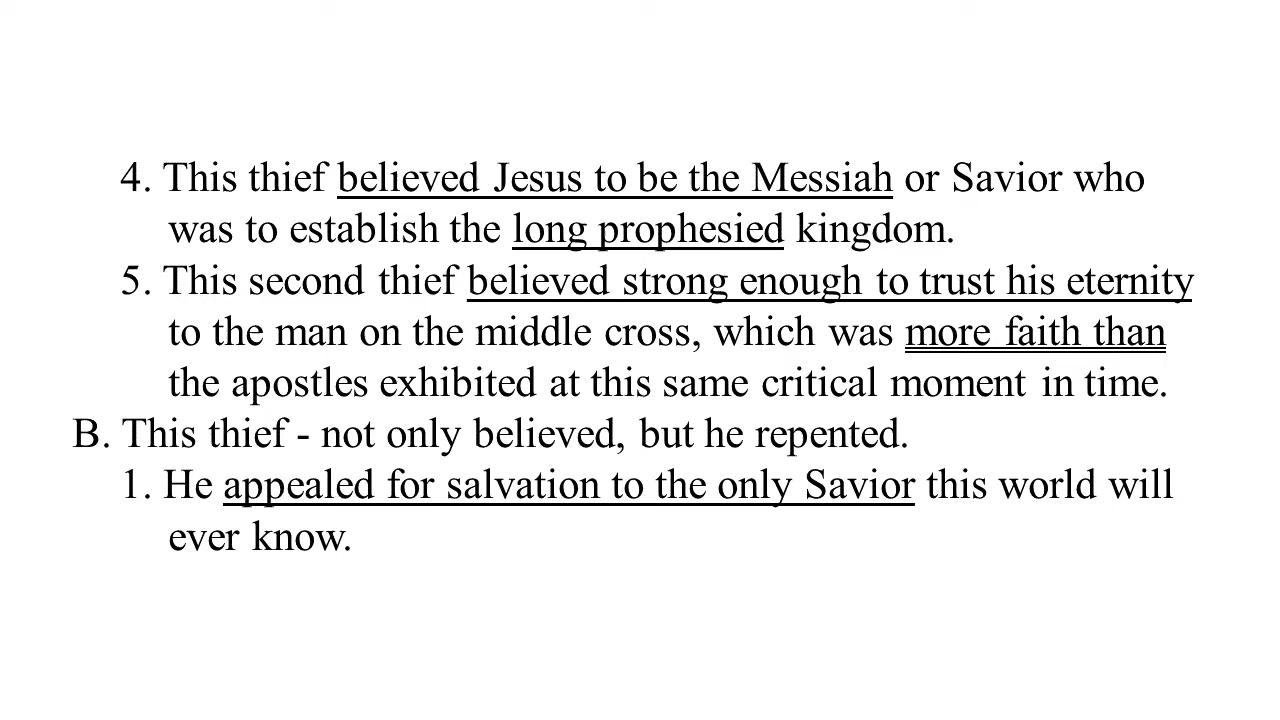 4. This thief believed Jesus to be the Messiah or Savior who
was to establish the long prophesied kingdom.
5. This second thief believed strong enough to trust his eternity
to the man on the middle cross, which was more faith than
the apostles exhibited at this same critical moment in time.
B. This thief - not only believed, but he repented.
1. He appealed for salvation to the only Savior this world will
ever know.